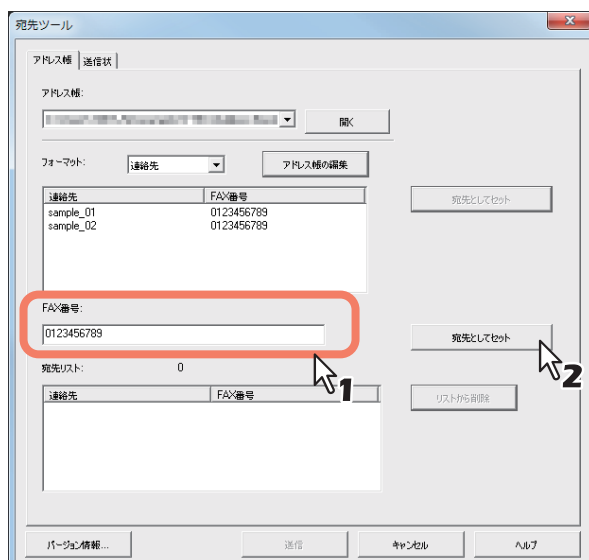 宛先ツール
アドレス帳 送信状
アドレス帳:
開く
フォーマット: 連絡先 アドレス帳の編集
連絡先 FAX番号 宛先としてセット
sample_01 0123456789
sample_02 0123456789
FAX番号:
0123456789 宛先としてセット
宛先リスト: 0
1 2
連絡先 FAX番号 リストから削除
バージョン情報... 送信 キャンセル ヘルプ